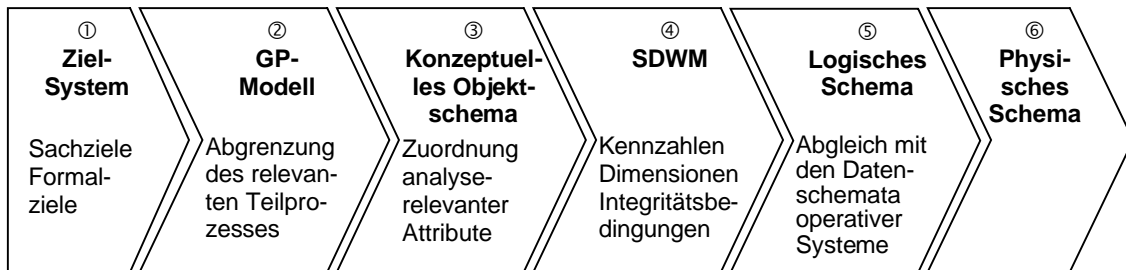 ①
Ziel-
System
Sachziele
Formal-
ziele
②
GP-
Modell
Abgrenzung
des relevan-
ten Teilpro-
zesses
③
Konzeptuel-
les Objekt-
schema
Zuordnung
analyse-
relevanter
Attribute
④
SDWM
Kennzahlen
Dimensionen
Integritätsbe-
dingungen
⑤
Logisches
Schema
Abgleich mit
den Daten-
schemata
operativer
Systeme
⑥
Physi-
sches
Schema